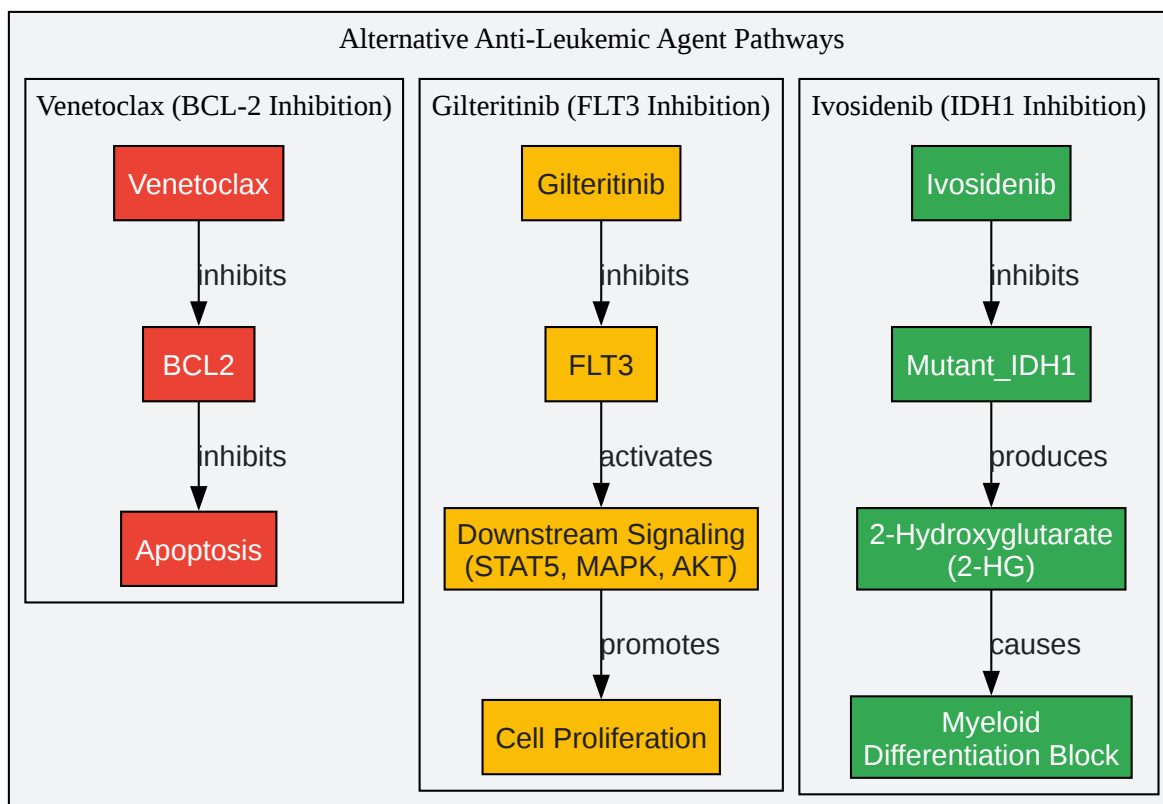 Alternative Anti-Leukemic Agent Pathways
Venetoclax (BCL-2 Inhibition)
Venetoclax
inhibits
BCL2
inhibits
Apoptosis
Gilteritinib (FLT3 Inhibition)
Gilteritinib
inhibits
FLT3
activates
Downstream Signaling
(STAT5, MAPK, AKT)
promotes
Cell Proliferation
Ivosidenib (IDH1 Inhibition)
Ivosidenib
inhibits
Mutant_IDH1
produces
2-Hydroxyglutarate
(2-HG)
causes
Myeloid
Differentiation Block